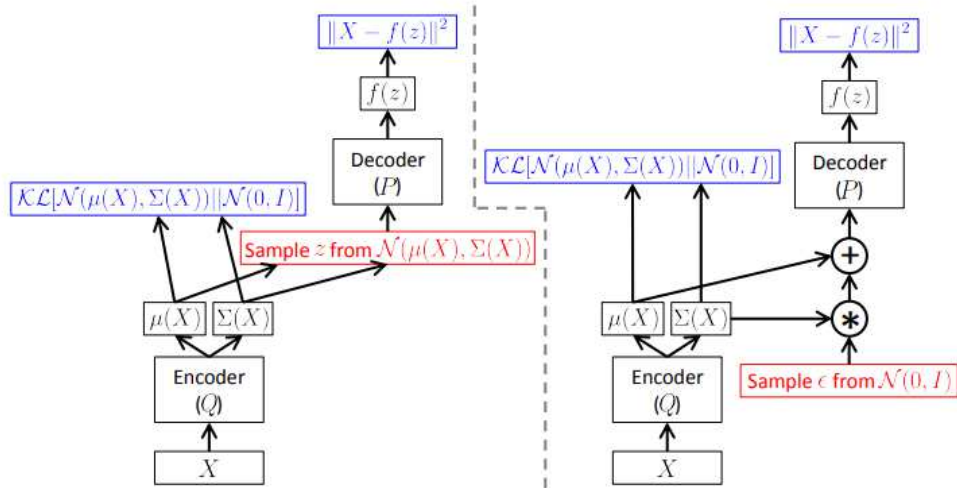 ‖X − f(z)‖²
f(z)
Decoder
(P)
𝒦ℒ[𝒩(μ(X), Σ(X))||𝒩(0, I)]
Sample z from 𝒩(μ(X), Σ(X))
μ(X) Σ(X)
Encoder
(Q)
X
‖X − f(z)‖²
f(z)
Decoder
(P)
𝒦ℒ[𝒩(μ(X), Σ(X))||𝒩(0, I)]
+
μ(X) Σ(X) *
Encoder
(Q)
Sample ϵ from 𝒩(0, I)
X